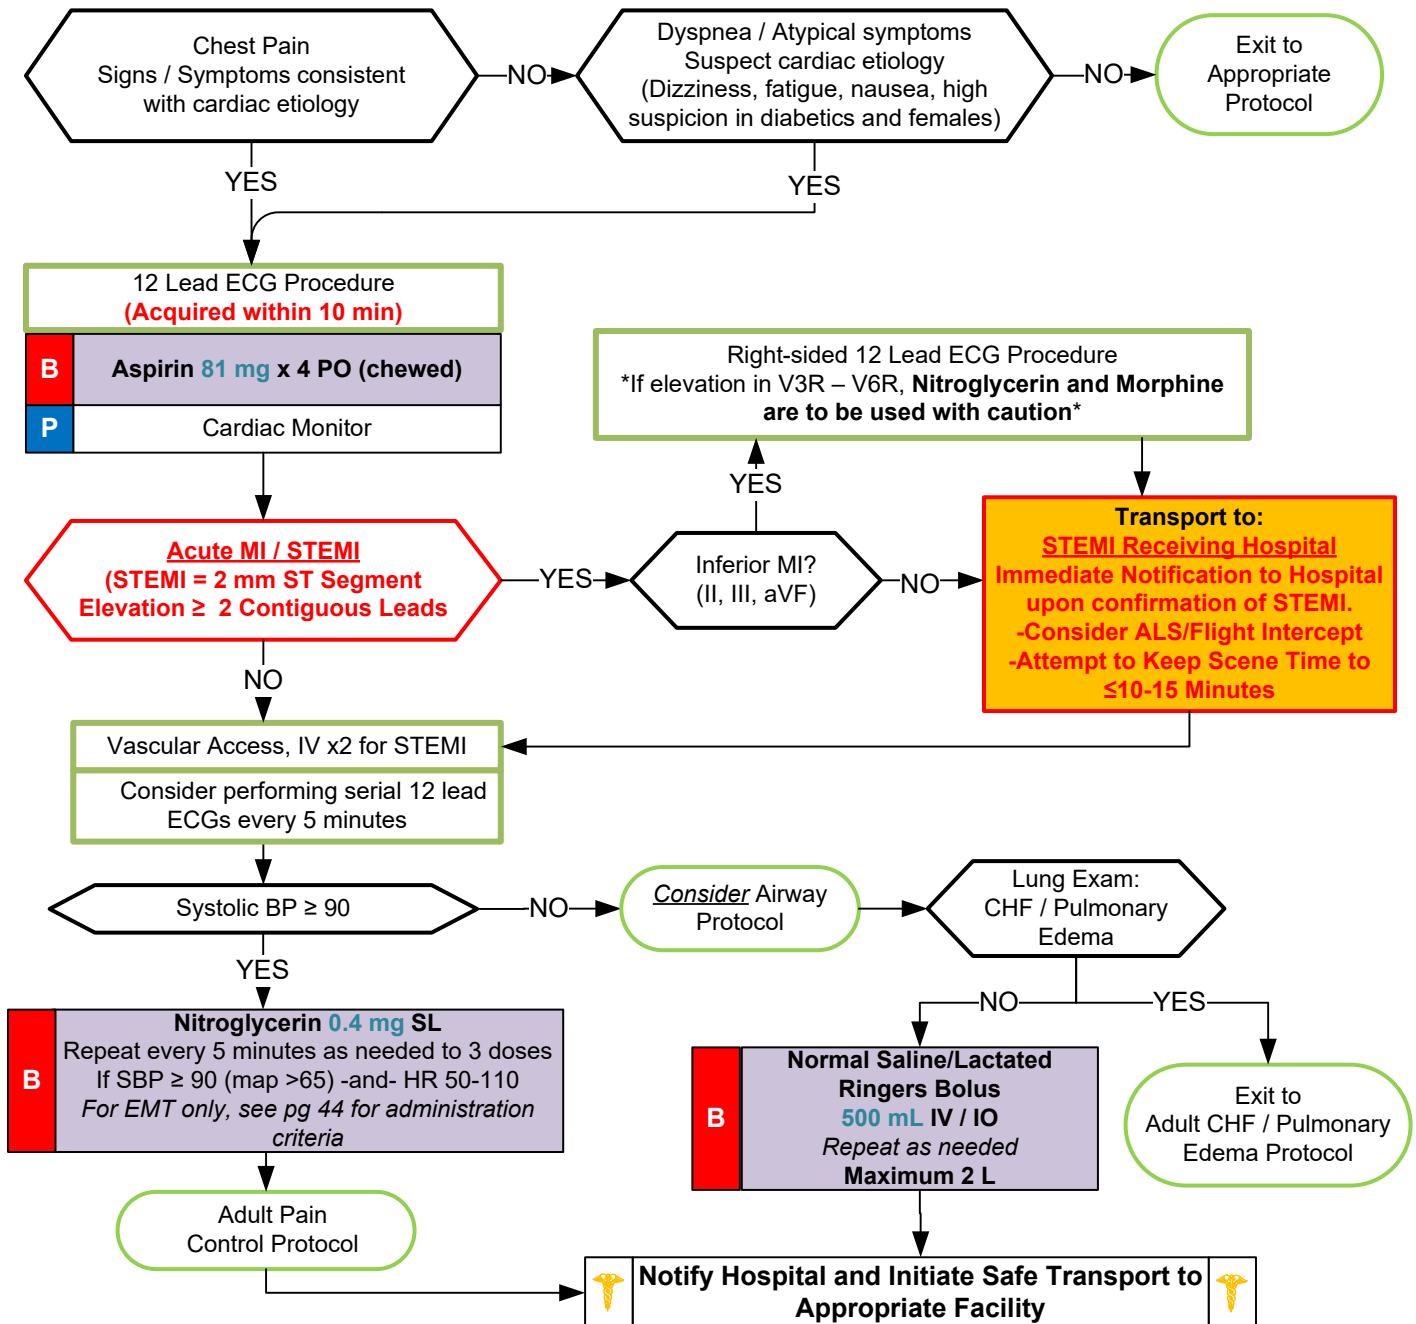 Chest Pain
Signs / Symptoms consistent
with cardiac etiology
NO
Dyspnea / Atypical symptoms
Suspect cardiac etiology
(Dizziness, fatigue, nausea, high
suspicion in diabetics and females)
NO
Exit to
Appropriate
Protocol
YES
YES
12 Lead ECG Procedure
(Acquired within 10 min)
B
Aspirin 81 mg x 4 PO (chewed)
P
Cardiac Monitor
Right-sided 12 Lead ECG Procedure
*If elevation in V3R – V6R, Nitroglycerin and Morphine
are to be used with caution*
YES
Acute MI / STEMI
(STEMI = 2 mm ST Segment
Elevation ≥ 2 Contiguous Leads
YES
Inferior MI?
(II, III, aVF)
NO
Transport to:
STEMI Receiving Hospital
Immediate Notification to Hospital
upon confirmation of STEMI.
-Consider ALS/Flight Intercept
-Attempt to Keep Scene Time to
≤10-15 Minutes
NO
Vascular Access, IV x2 for STEMI
Consider performing serial 12 lead
ECGs every 5 minutes
Systolic BP ≥ 90
NO
Consider Airway
Protocol
Lung Exam:
CHF / Pulmonary
Edema
YES
NO
YES
B
Nitroglycerin 0.4 mg SL
Repeat every 5 minutes as needed to 3 doses
If SBP ≥ 90 (map >65) -and- HR 50-110
For EMT only, see pg 44 for administration
criteria
B
Normal Saline/Lactated
Ringers Bolus
500 mL IV / IO
Repeat as needed
Maximum 2 L
Exit to
Adult CHF / Pulmonary
Edema Protocol
Adult Pain
Control Protocol
Notify Hospital and Initiate Safe Transport to
Appropriate Facility